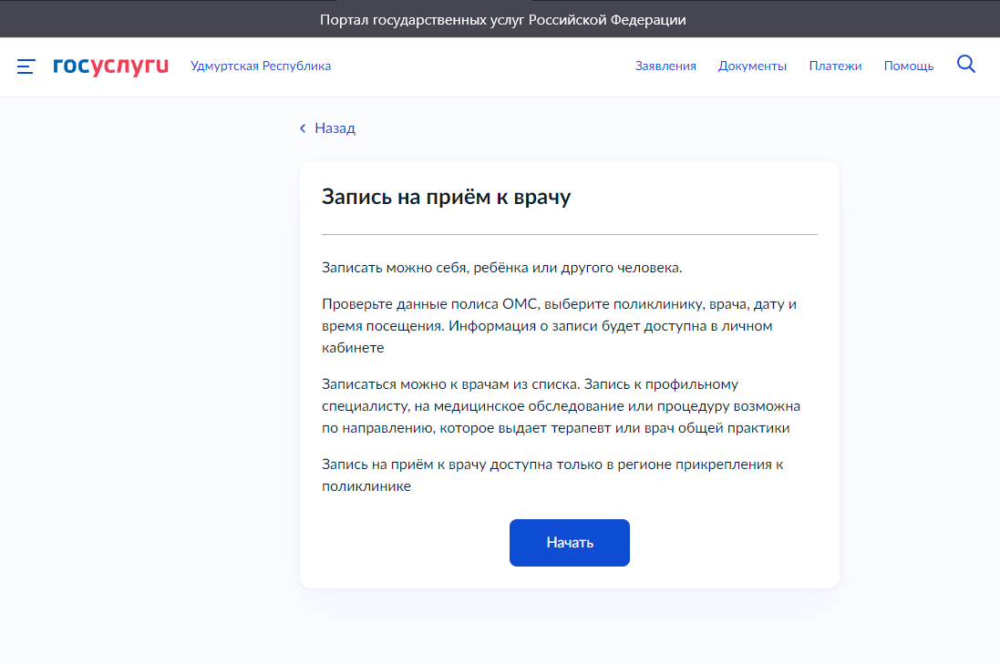 Портал государственных услуг Российской Федерации
госуслуги Удмуртская Республика Заявления Документы Платежи Помощь
Назад
Запись на приём к врачу
Записать можно себя, ребёнка или другого человека.
Проверьте данные полиса ОМС, выберите поликлинику, врача, дату и
время посещения. Информация о записи будет доступна в личном
кабинете
Записаться можно к врачам из списка. Запись к профильному
специалисту, на медицинское обследование или процедуру возможна
по направлению, которое выдает терапевт или врач общей практики
Запись на приём к врачу доступна только в регионе прикрепления к
поликлинике
Начать